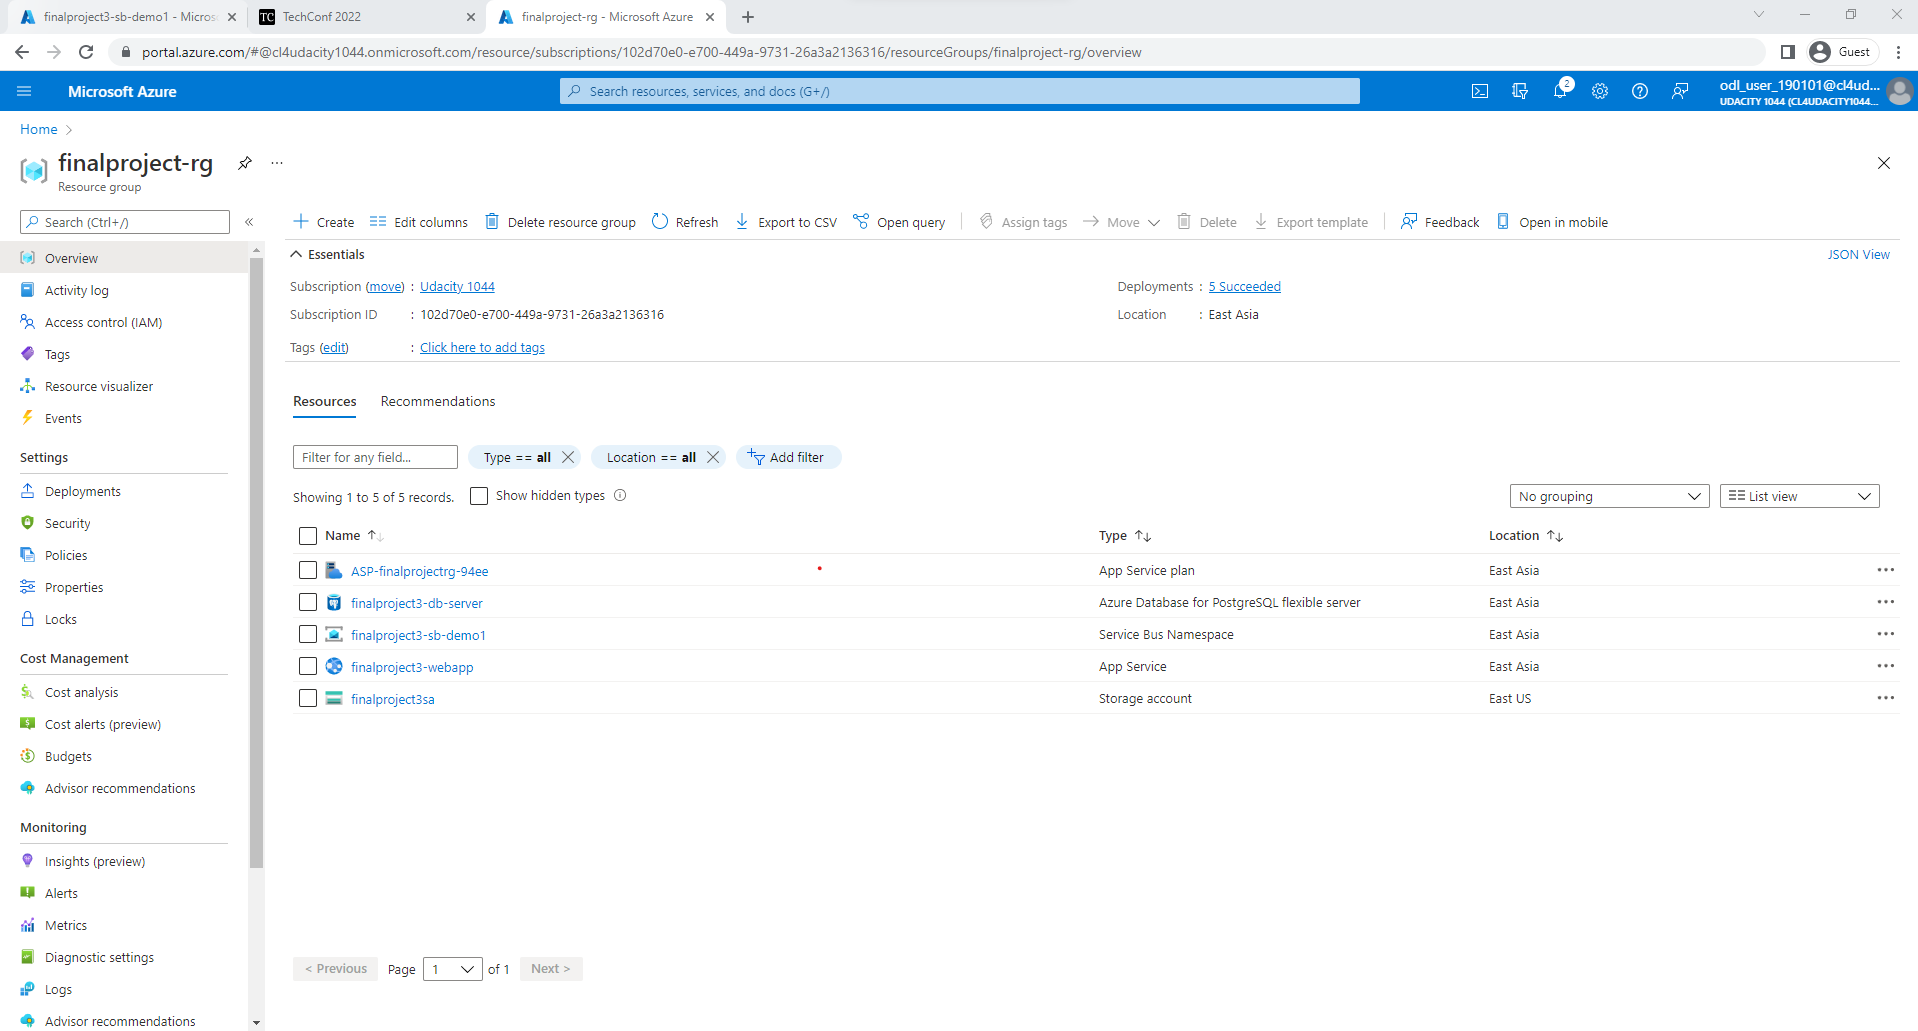 finalproject3-sb-demo1 - Micros
TechConf 2022
finalproject-rg - Microsoft Azure
portal.azure.com/#@cl4udacity1044.onmicrosoft.com/resource/subscriptions/102d70e0-e700-449a-9731-26a3a2136316/resourceGroups/finalproject-rg/overview
Guest
Microsoft Azure
Search resources, services, and docs (G+/)
2
odl_user_190101@cl4ud...
UDACITY 1044 (CL4UDACITY1044....
Home
finalproject-rg
Resource group
Search (Ctrl+/)
Create
Edit columns
Delete resource group
Refresh
Export to CSV
Open query
Assign tags
Move
Delete
Export template
Feedback
Open in mobile
Overview
Activity log
Access control (IAM)
Tags
Resource visualizer
Events
Settings
Deployments
Security
Policies
Properties
Locks
Cost Management
Cost analysis
Cost alerts (preview)
Budgets
Advisor recommendations
Monitoring
Insights (preview)
Alerts
Metrics
Diagnostic settings
Logs
Advisor recommendations
Essentials
JSON View
Subscription (move) : Udacity 1044
Deployments : 5 Succeeded
Subscription ID : 102d70e0-e700-449a-9731-26a3a2136316
Location : East Asia
Tags (edit) : Click here to add tags
Resources
Recommendations
Filter for any field...
Type == all
Location == all
Add filter
Showing 1 to 5 of 5 records.
Show hidden types
No grouping
List view
Name Type Location
ASP-finalprojectrg-94ee App Service plan East Asia
finalproject3-db-server Azure Database for PostgreSQL flexible server East Asia
finalproject3-sb-demo1 Service Bus Namespace East Asia
finalproject3-webapp App Service East Asia
finalproject3sa Storage account East US
< Previous Page 1 of 1 Next >